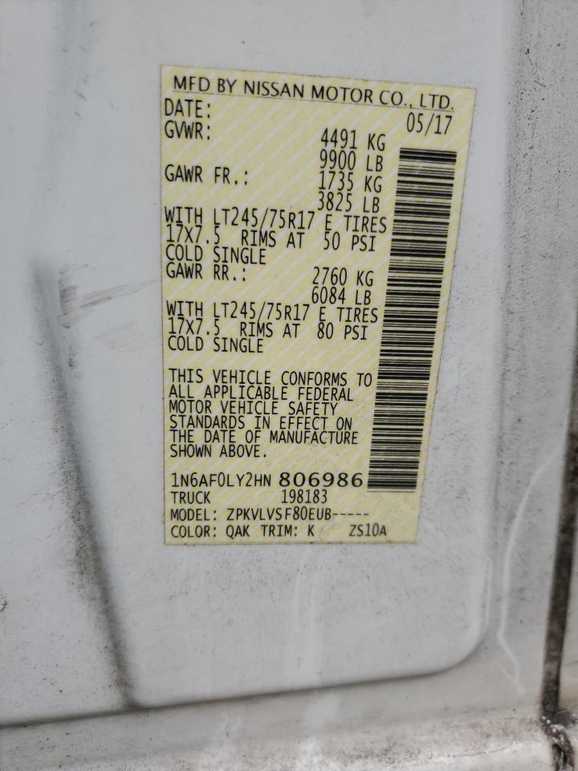 MFD BY NISSAN MOTOR CO., LTD.
DATE: 05/17
GVWR: 4491 KG
9900 LB
GAWR FR.: 1735 KG
3825 LB
WITH LT245/75R17 E TIRES
17X7.5 RIMS AT 50 PSI
COLD SINGLE
GAWR RR.: 2760 KG
6084 LB
WITH LT245/75R17 E TIRES
17X7.5 RIMS AT 80 PSI
COLD SINGLE
THIS VEHICLE CONFORMS TO
ALL APPLICABLE FEDERAL
MOTOR VEHICLE SAFETY
STANDARDS IN EFFECT ON
THE DATE OF MANUFACTURE
SHOWN ABOVE.
1N6AF0LY2HN 806986
TRUCK 198183
MODEL: ZPKVLVSF80EUB-----
COLOR: QAK TRIM: K ZS10A